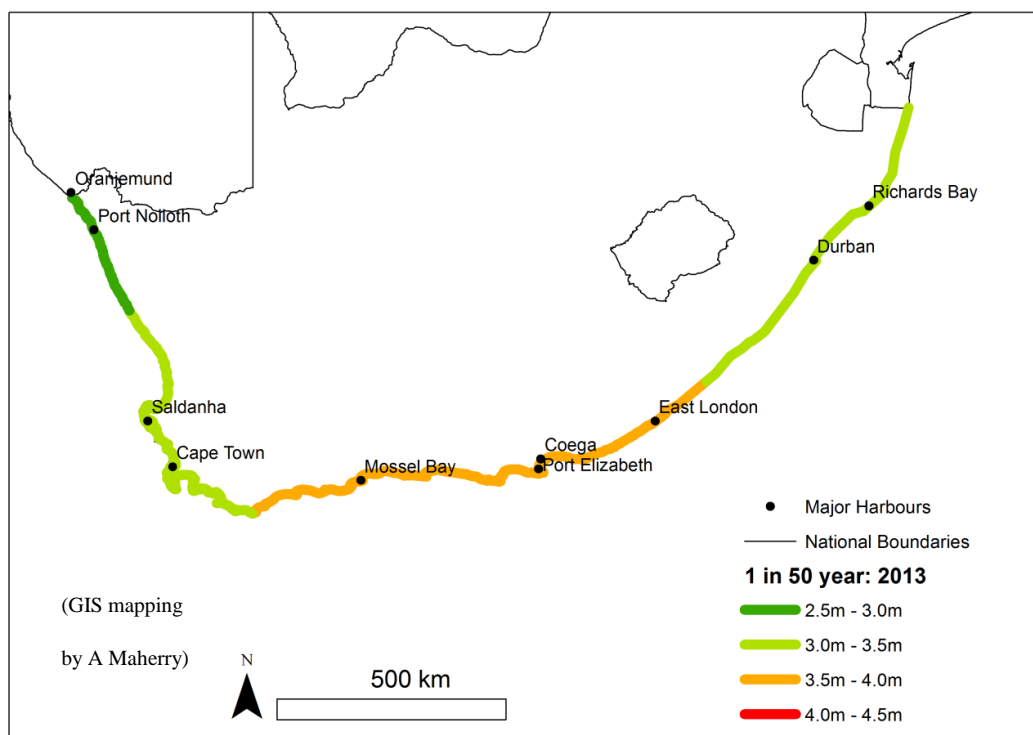 Oranjemund
Port Nolloth
Richards Bay
Durban
Saldanha
East London
Cape Town
Coega
Mossel Bay
Port Elizabeth
Major Harbours
National Boundaries
1 in 50 year: 2013
2.5m - 3.0m
3.0m - 3.5m
3.5m - 4.0m
4.0m - 4.5m
(GIS mapping
by A Maherry)
N
500 km